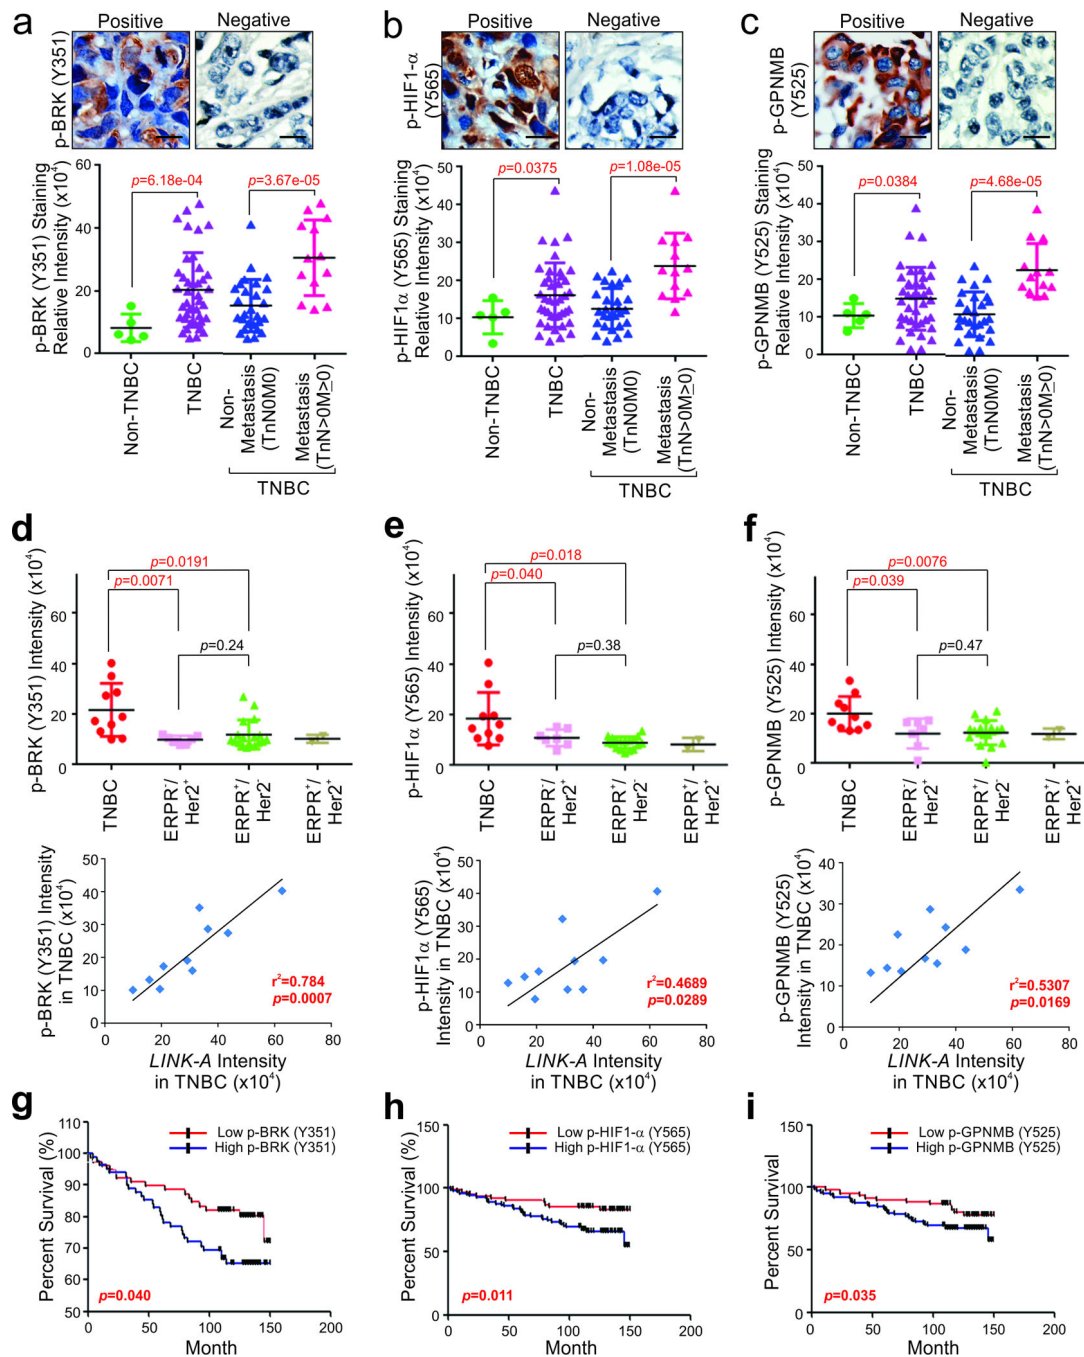 a
Positive
Negative
p-BRK (Y351)
p-BRK (Y351) Staining
Relative Intensity (x10⁴)
60
40
20
0
p=6.18e-04
p=3.67e-05
Non-TNBC
TNBC
Non-
Metastasis
(TnN0M0)
Metastasis
(TnN>0M≥0)
TNBC
b
Positive
Negative
p-HIF1-α
(Y565)
p-HIF1α (Y565) Staining
Relative Intensity (x10⁴)
50
40
30
20
10
0
p=0.0375
p=1.08e-05
Non-TNBC
TNBC
Non-
Metastasis
(TnN0M0)
Metastasis
(TnN>0M≥0)
TNBC
c
Positive
Negative
p-GPNMB
(Y525)
p-GPNMB (Y525) Staining
Relative Intensity (x10⁴)
50
40
30
20
10
0
p=0.0384
p=4.68e-05
Non-TNBC
TNBC
Non-
Metastasis
(TnN0M0)
Metastasis
(TnN>0M≥0)
TNBC
d
p-BRK (Y351) Intensity (x10⁴)
p=0.0191
p=0.0071
p=0.24
60
40
20
0
TNBC
ERPR⁻/
Her2⁺
ERPR⁺/
Her2⁻
ERPR⁺/
Her2⁺
p-BRK (Y351) Intensity
in TNBC (x10⁴)
50
40
30
20
10
0
r²=0.784
p=0.0007
0 20 40 60 80
LINK-A Intensity
in TNBC (x10⁴)
e
p-HIF1α (Y565) Intensity (x10⁴)
p=0.018
p=0.040
p=0.38
60
40
20
0
TNBC
ERPR⁻/
Her2⁺
ERPR⁺/
Her2⁻
ERPR⁺/
Her2⁺
p-HIF1α (Y565)
Intensity in TNBC (x10⁴)
50
40
30
20
10
0
r²=0.4689
p=0.0289
0 20 40 60 80
LINK-A Intensity
in TNBC (x10⁴)
f
p-GPNMB (Y525) Intensity (x10⁴)
p=0.0076
p=0.039
p=0.47
60
40
20
0
TNBC
ERPR⁻/
Her2⁺
ERPR⁺/
Her2⁻
ERPR⁺/
Her2⁺
p-GPNMB (Y525)
Intensity in TNBC (x10⁴)
40
30
20
10
0
r²=0.5307
p=0.0169
0 20 40 60 80
LINK-A Intensity
in TNBC (x10⁴)
g
Percent Survival (%)
110
100
90
80
70
60
50
Low p-BRK (Y351)
High p-BRK (Y351)
p=0.040
0 50 100 150 200
Month
h
Percent Survival (%)
150
100
50
0
Low p-HIF1-α (Y565)
High p-HIF1-α (Y565)
p=0.011
0 50 100 150 200
Month
i
Percent Survival
150
100
50
0
Low p-GPNMB (Y525)
High p-GPNMB (Y525)
p=0.035
0 50 100 150 200
Month